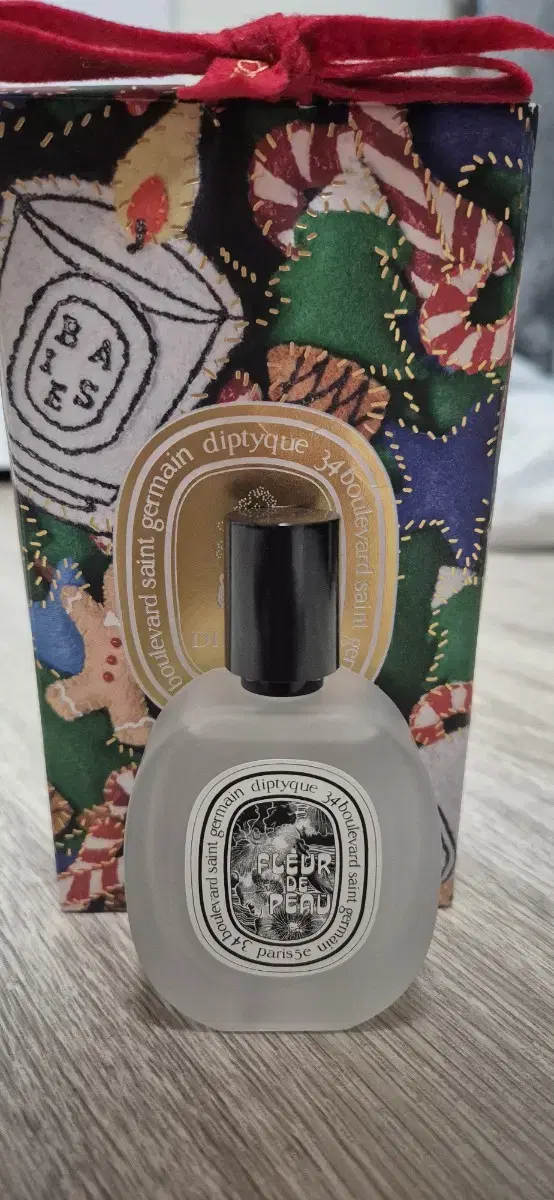 BAIES
diptyque 34 boulevard saint ger
boulevard saint germain
DI
diptyque 34 boulevard saint germain
paris5e
34 boulevard saint germain
FLEUR
DE
PEAU